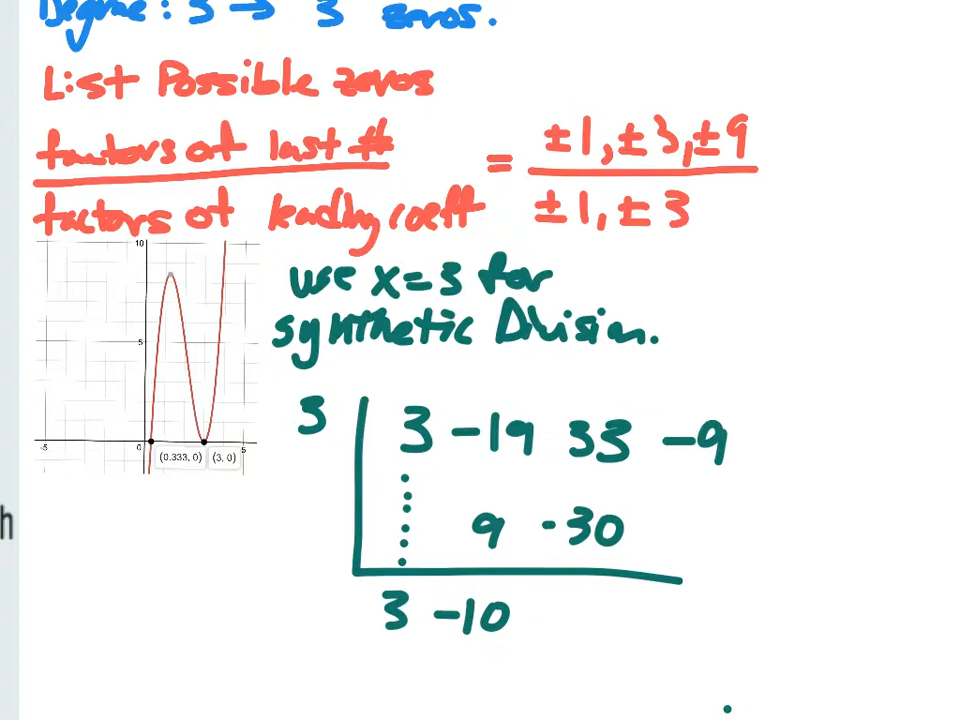 Degree: 3 → 3 zeros.
List Possible zeros
factors of last # = ±1, ±3, ±9
factors of leading coeff ±1, ±3
10
5
-5 0 5
(0.333, 0) (3, 0)
use x=3 for
synthetic Division.
3 3 -19 33 -9
9 -30
3 -10
h